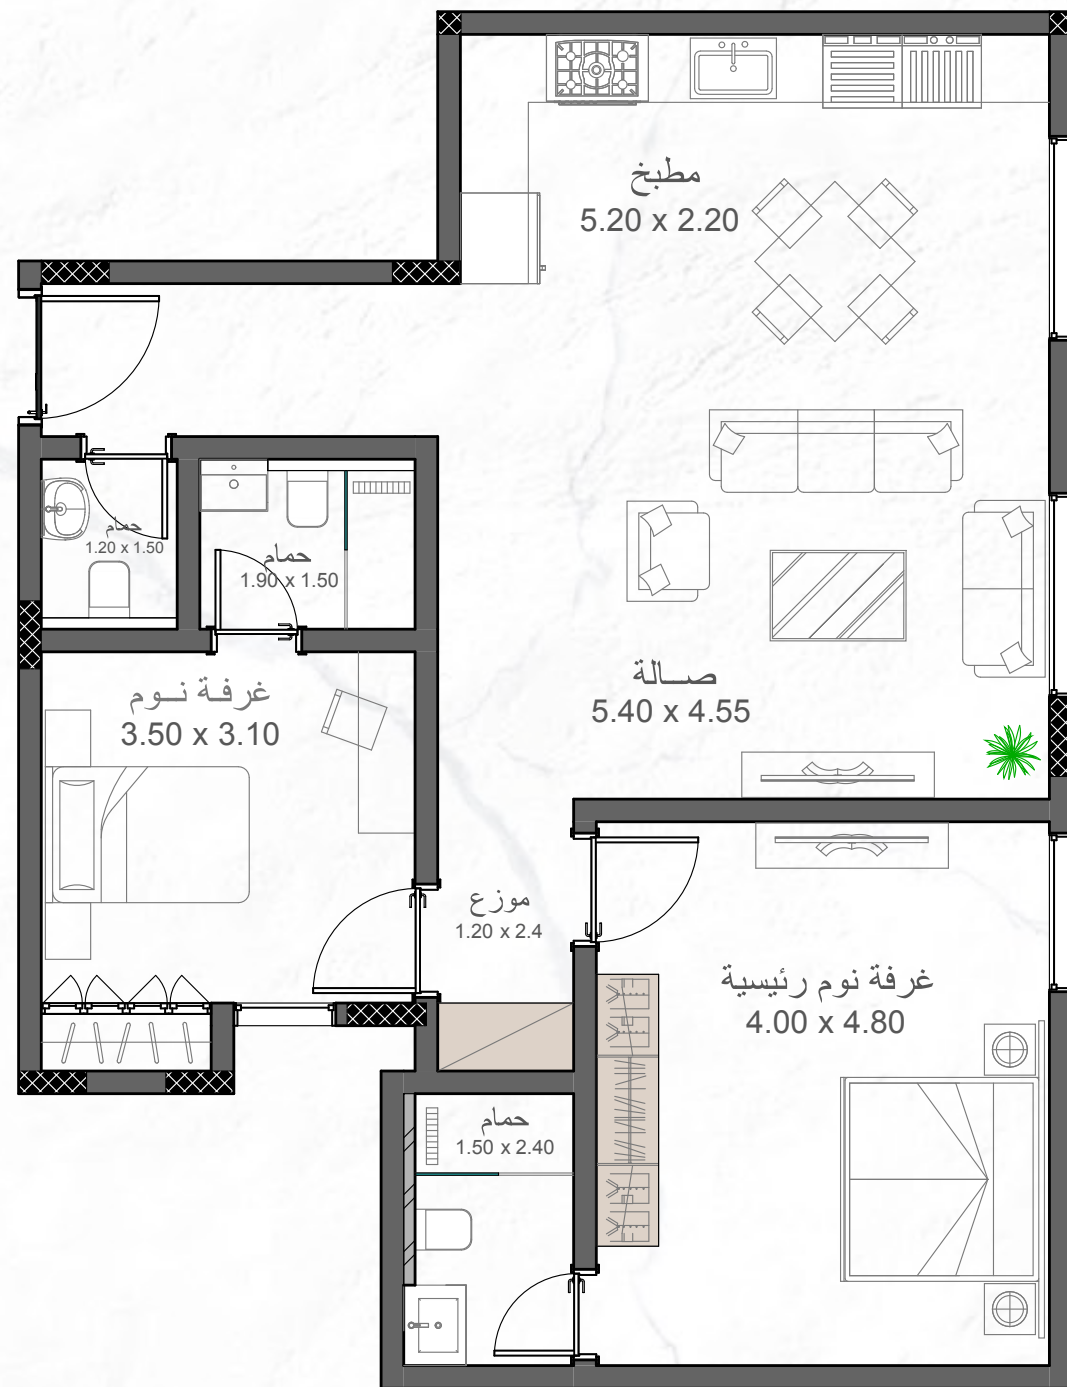 مطبخ
5.20 x 2.20
حمام
1.20 x 1.50
حمام
1.90 x 1.50
صــالة
5.40 x 4.55
غرفة نــوم
3.50 x 3.10
موزع
1.20 x 2.4
غرفة نوم رئيسية
4.00 x 4.80
حمام
1.50 x 2.40